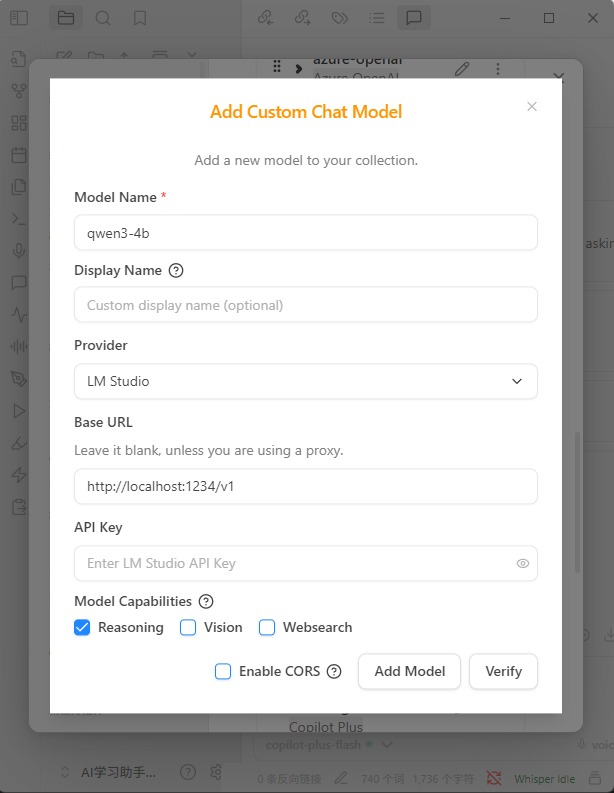 azure-openai
Azure OpenAI
Add Custom Chat Model
Add a new model to your collection.
Model Name *
qwen3-4b
Display Name
Custom display name (optional)
Provider
LM Studio
Base URL
Leave it blank, unless you are using a proxy.
http://localhost:1234/v1
API Key
Enter LM Studio API Key
Model Capabilities
Reasoning Vision Websearch
Enable CORS Add Model Verify
askin
Copilot Plus
copilot-plus-flash
voic
AI学习助手...
0 条反向链接 740 个词 1,736 个字符 Whisper Idle